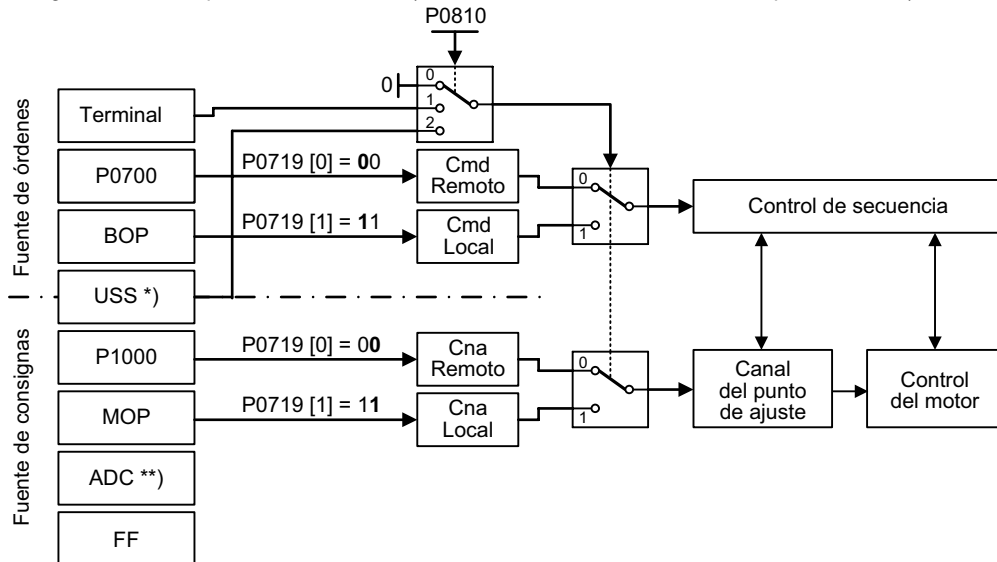 P0810
0
0
1
2
Fuente de órdenes
Terminal
P0700
P0719 [0] = 00
Cmd
Remoto
BOP
P0719 [1] = 11
Cmd
Local
0
1
Control de secuencia
USS *)
Fuente de consignas
P1000
P0719 [0] = 00
Cna
Remoto
MOP
P0719 [1] = 11
Cna
Local
0
1
Canal
del punto
de ajuste
Control
del motor
ADC **)
FF